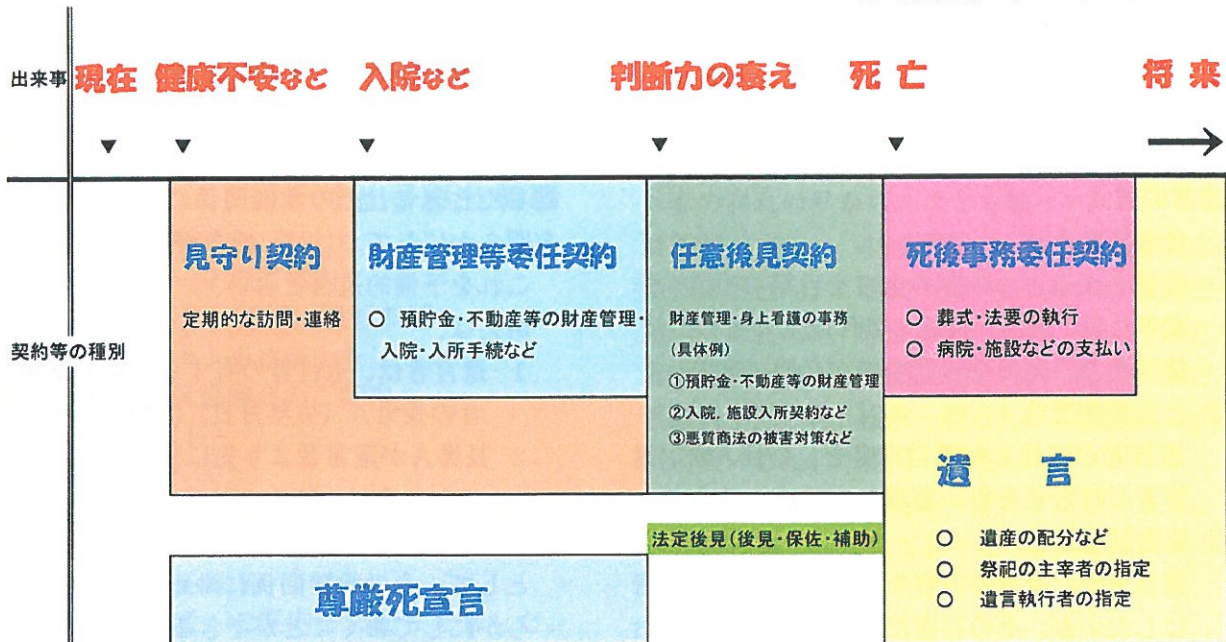 出来事 現在 健康不安など 入院など 判断力の衰え 死亡 将来
▼ ▼ ▼ ▼ ▼
契約等の種別
見守り契約
定期的な訪問・連絡
財産管理等委任契約
○ 預貯金・不動産等の財産管理・
入院・入所手続など
任意後見契約
財産管理・身上看護の事務
(具体例)
①預貯金・不動産等の財産管理
②入院, 施設入所契約など
③悪質商法の被害対策など
死後事務委任契約
○ 葬式・法要の執行
○ 病院・施設などの支払い
遺 言
○ 遺産の配分など
○ 祭祀の主宰者の指定
○ 遺言執行者の指定
法定後見(後見・保佐・補助)
尊厳死宣言